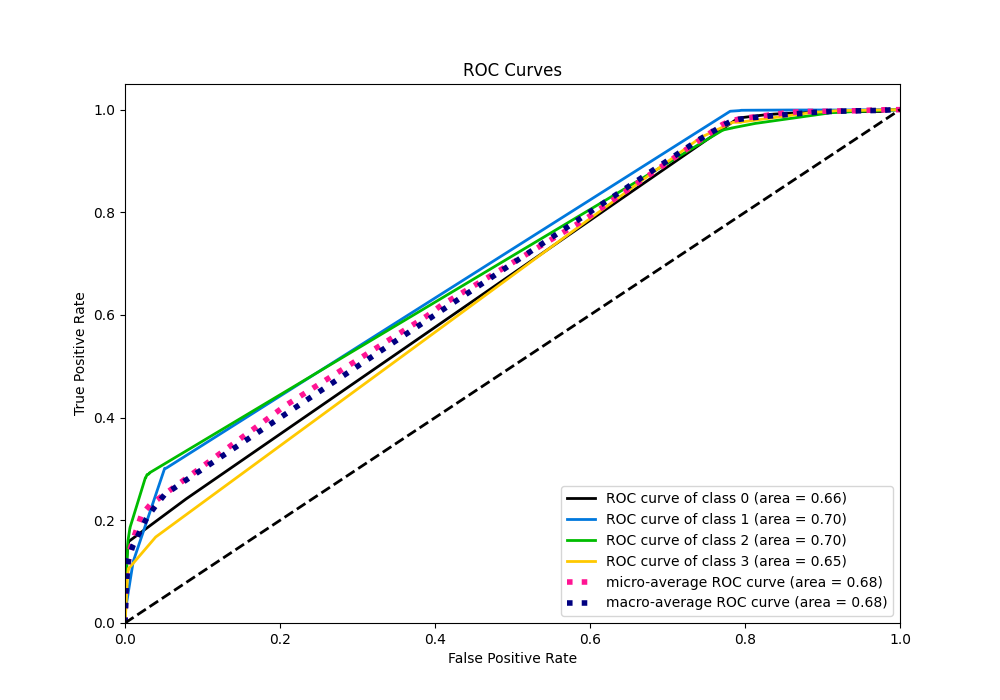 ROC Curves
True Positive Rate
1.0
0.8
0.6
0.4
0.2
0.0
0.0 0.2 0.4 0.6 0.8 1.0
False Positive Rate
ROC curve of class 0 (area = 0.66)
ROC curve of class 1 (area = 0.70)
ROC curve of class 2 (area = 0.70)
ROC curve of class 3 (area = 0.65)
micro-average ROC curve (area = 0.68)
macro-average ROC curve (area = 0.68)